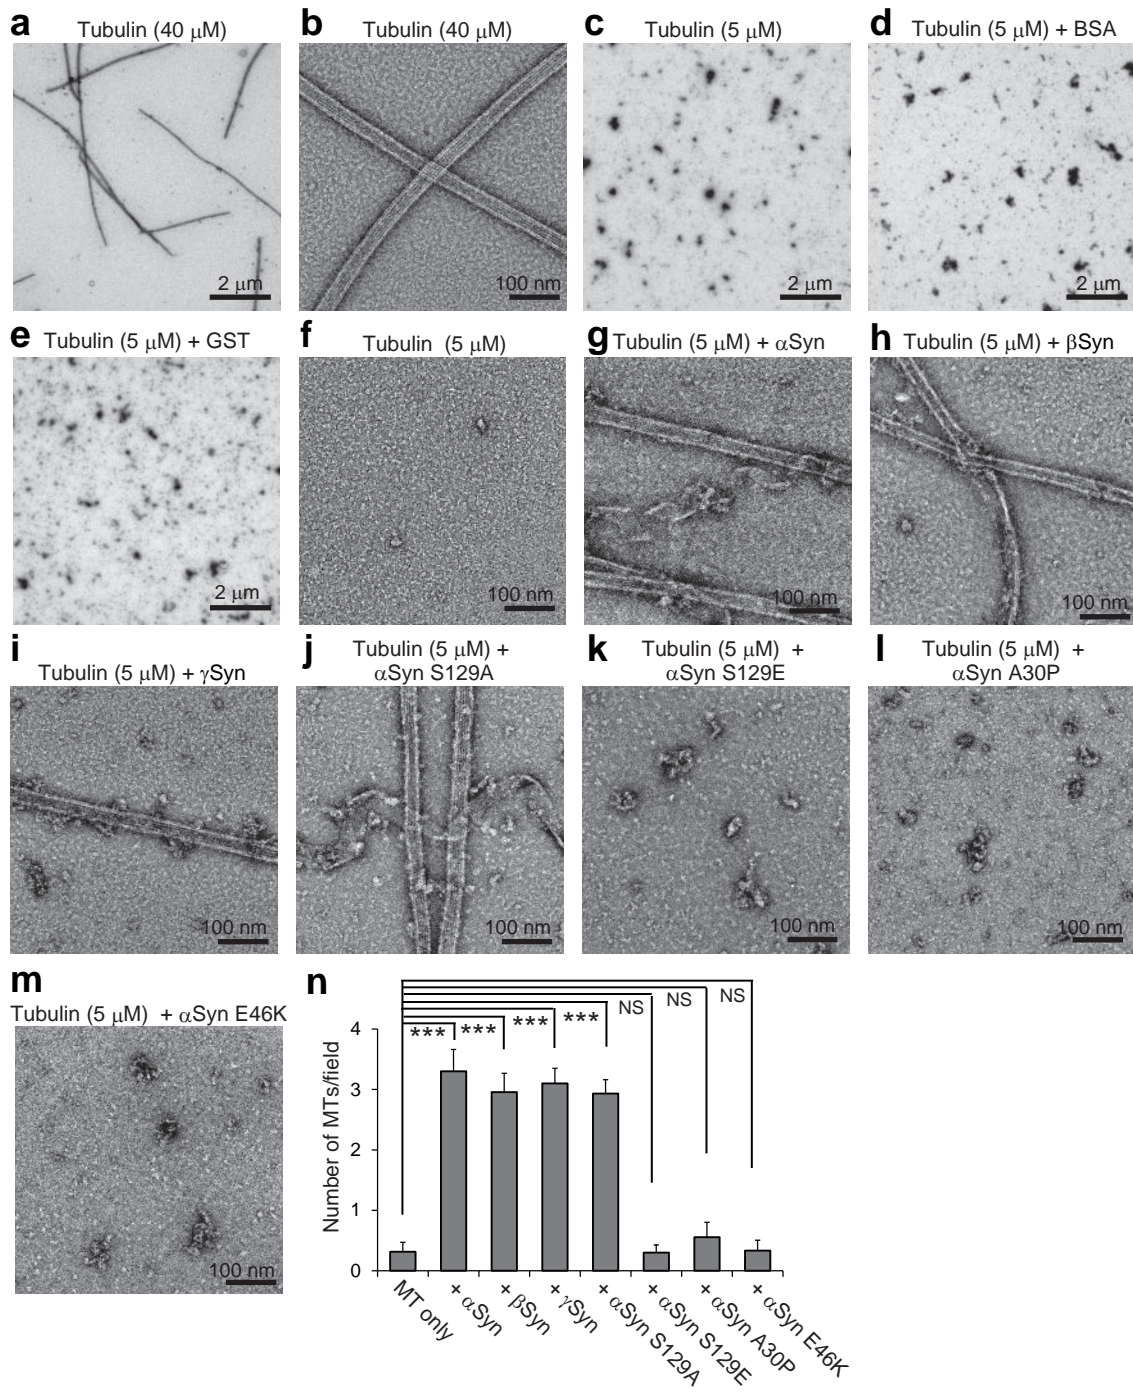 a Tubulin (40 μM)
2 μm
b Tubulin (40 μM)
100 nm
c Tubulin (5 μM)
2 μm
d Tubulin (5 μM) + BSA
2 μm
e Tubulin (5 μM) + GST
2 μm
f Tubulin (5 μM)
100 nm
g Tubulin (5 μM) + αSyn
100 nm
h Tubulin (5 μM) + βSyn
100 nm
i Tubulin (5 μM) + γSyn
100 nm
j Tubulin (5 μM) +
αSyn S129A
100 nm
k Tubulin (5 μM) +
αSyn S129E
100 nm
l Tubulin (5 μM) +
αSyn A30P
100 nm
m
Tubulin (5 μM) + αSyn E46K
100 nm
n
*** *** *** *** NS NS NS
Number of MTs/field
4
3
2
1
0
MT only
+ αSyn
+ βSyn
+ γSyn
+ αSyn S129A
+ αSyn S129E
+ αSyn A30P
+ αSyn E46K